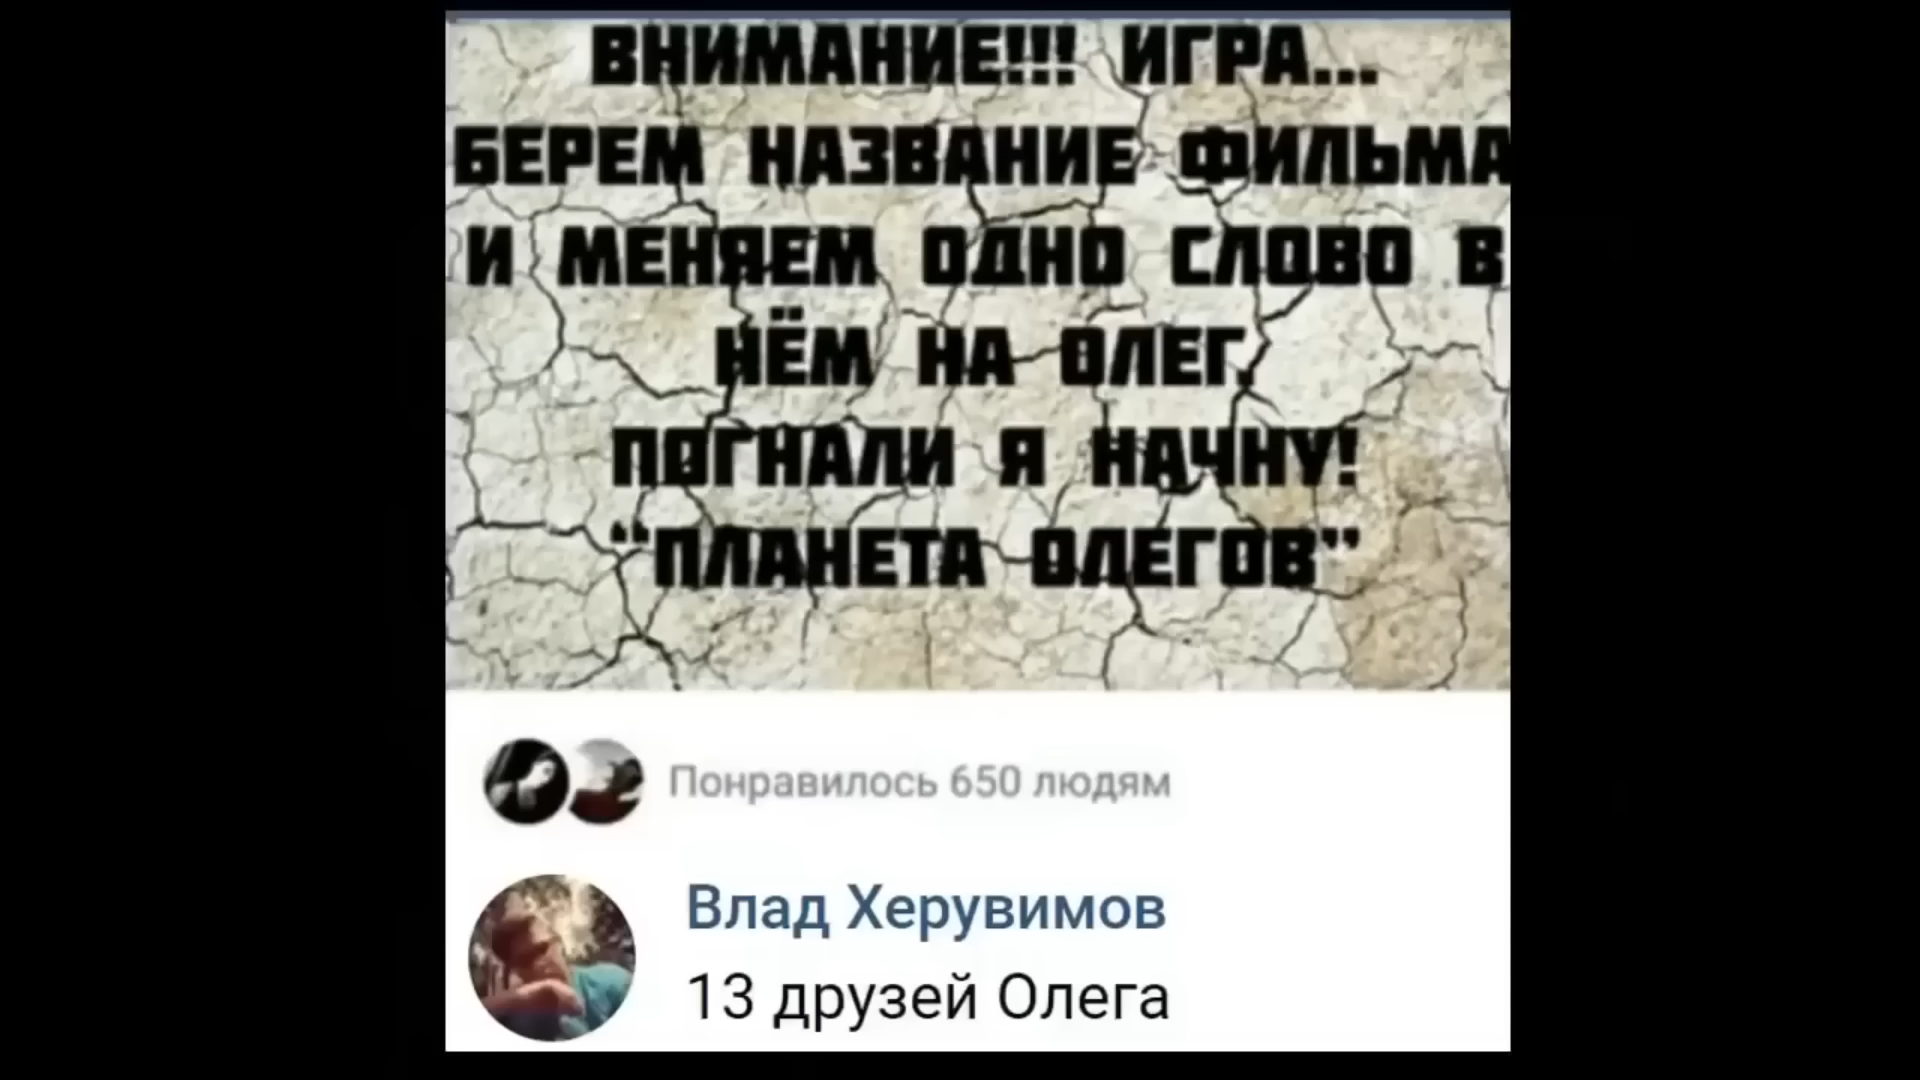 ВНИМАНИЕ!!! ИГРА...
БЕРЕМ НАЗВАНИЕ ФИЛЬМА
И МЕНЯЕМ ОДНО СЛОВО В
НЁМ НА ОЛЕГ.
ПОГНАЛИ Я НАЧНУ!
“ПЛАНЕТА ОЛЕГОВ”
Понравилось 650 людям
Влад Херувимов
13 друзей Олега